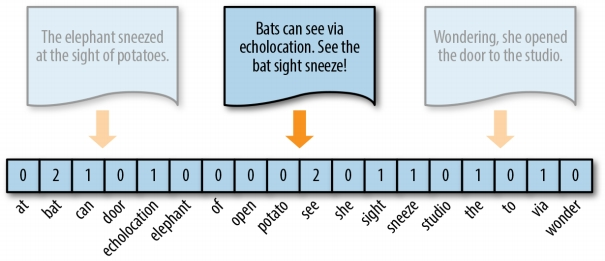 The elephant sneezed
at the sight of potatoes.
Bats can see via
echolocation. See the
bat sight sneeze!
Wondering, she opened
the door to the studio.
0 2 1 0 1 0 0 0 0 2 0 1 1 0 1 0 1 0
at bat can door echolocation elephant of open potato see she sight sneeze studio the to via wonder